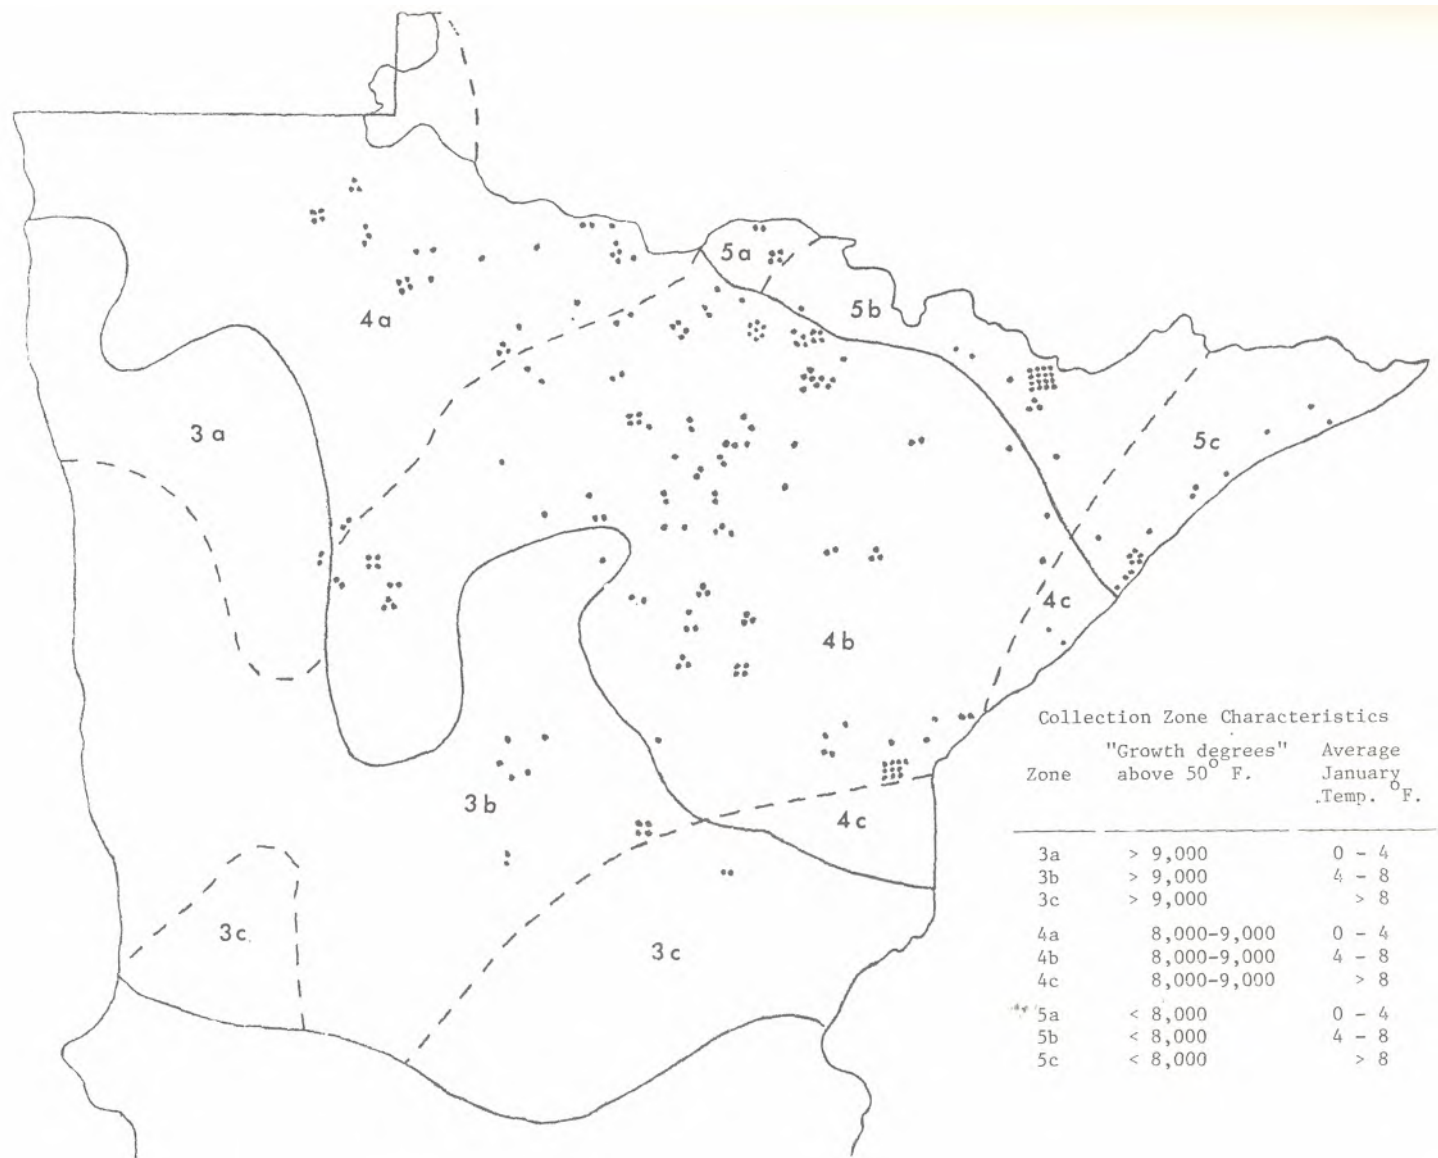 5a
5b
4a
3a
5c
4c
4b
3b
4c
3c
3c
Collection Zone Characteristics
"Growth degrees" Average
Zone above 50° F. January
Temp. °F.
3a > 9,000 0 - 4
3b > 9,000 4 - 8
3c > 9,000 > 8
4a 8,000-9,000 0 - 4
4b 8,000-9,000 4 - 8
4c 8,000-9,000 > 8
5a < 8,000 0 - 4
5b < 8,000 4 - 8
5c < 8,000 > 8